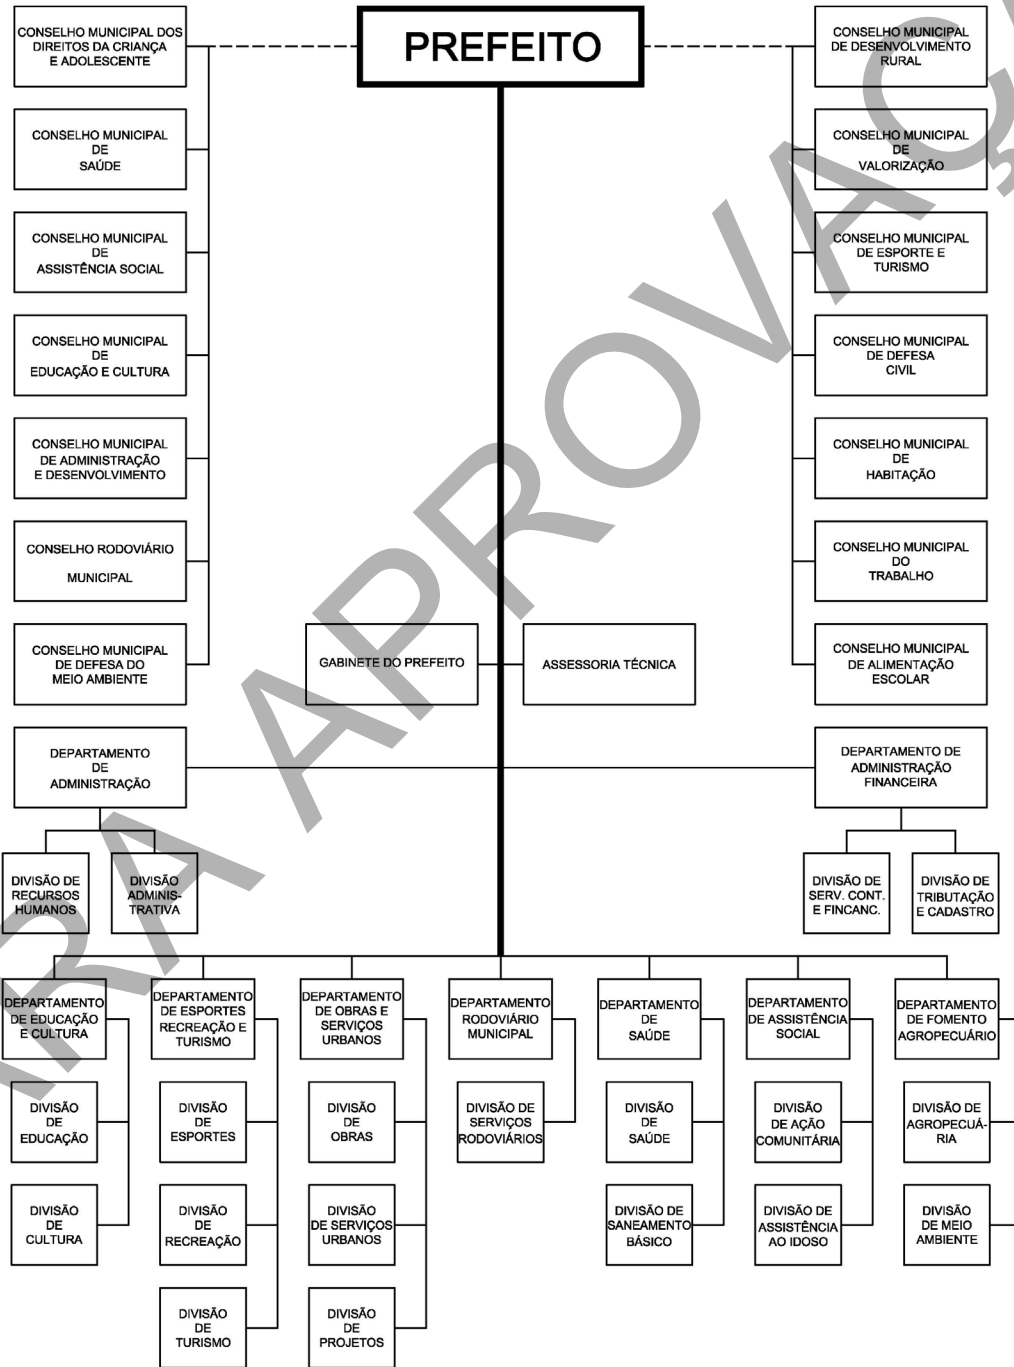 PREFEITO
CONSELHO MUNICIPAL DOS
DIREITOS DA CRIANÇA
E ADOLESCENTE
CONSELHO MUNICIPAL
DE
SAÚDE
CONSELHO MUNICIPAL
DE
ASSISTÊNCIA SOCIAL
CONSELHO MUNICIPAL
DE
EDUCAÇÃO E CULTURA
CONSELHO MUNICIPAL
DE ADMINISTRAÇÃO
E DESENVOLVIMENTO
CONSELHO RODOVIÁRIO
MUNICIPAL
CONSELHO MUNICIPAL
DE DEFESA DO
MEIO AMBIENTE
CONSELHO MUNICIPAL
DE DESENVOLVIMENTO
RURAL
CONSELHO MUNICIPAL
DE
VALORIZAÇÃO
CONSELHO MUNICIPAL
DE ESPORTE E
TURISMO
CONSELHO MUNICIPAL
DE DEFESA
CIVIL
CONSELHO MUNICIPAL
DE
HABITAÇÃO
CONSELHO MUNICIPAL
DO
TRABALHO
CONSELHO MUNICIPAL
DE ALIMENTAÇÃO
ESCOLAR
GABINETE DO PREFEITO
ASSESSORIA TÉCNICA
DEPARTAMENTO
DE
ADMINISTRAÇÃO
DEPARTAMENTO DE
ADMINISTRAÇÃO
FINANCEIRA
DIVISÃO DE
RECURSOS
HUMANOS
DIVISÃO
ADMINIS-
TRATIVA
DIVISÃO DE
SERV. CONT.
E FINCANC.
DIVISÃO DE
TRIBUTAÇÃO
E CADASTRO
DEPARTAMENTO
DE EDUCAÇÃO
E CULTURA
DIVISÃO
DE
EDUCAÇÃO
DIVISÃO
DE
CULTURA
DEPARTAMENTO
DE ESPORTES
RECREAÇÃO E
TURISMO
DIVISÃO
DE
ESPORTES
DIVISÃO
DE
RECREAÇÃO
DIVISÃO
DE
TURISMO
DEPARTAMENTO
DE OBRAS E
SERVIÇOS
URBANOS
DIVISÃO
DE
OBRAS
DIVISÃO
DE SERVIÇOS
URBANOS
DIVISÃO
DE
PROJETOS
DEPARTAMENTO
RODOVIÁRIO
MUNICIPAL
DIVISÃO DE
SERVIÇOS
RODOVIÁRIOS
DEPARTAMENTO
DE
SAÚDE
DIVISÃO
DE
SAÚDE
DIVISÃO DE
SANEAMENTO
BÁSICO
DEPARTAMENTO
DE ASSISTÊNCIA
SOCIAL
DIVISÃO
DE AÇÃO
COMUNITÁRIA
DIVISÃO DE
ASSISTÊNCIA
AO IDOSO
DEPARTAMENTO
DE FOMENTO
AGROPECUÁRIO
DIVISÃO DE
AGROPECUÁ-
RIA
DIVISÃO
DE MEIO
AMBIENTE
ARA APROVAÇ